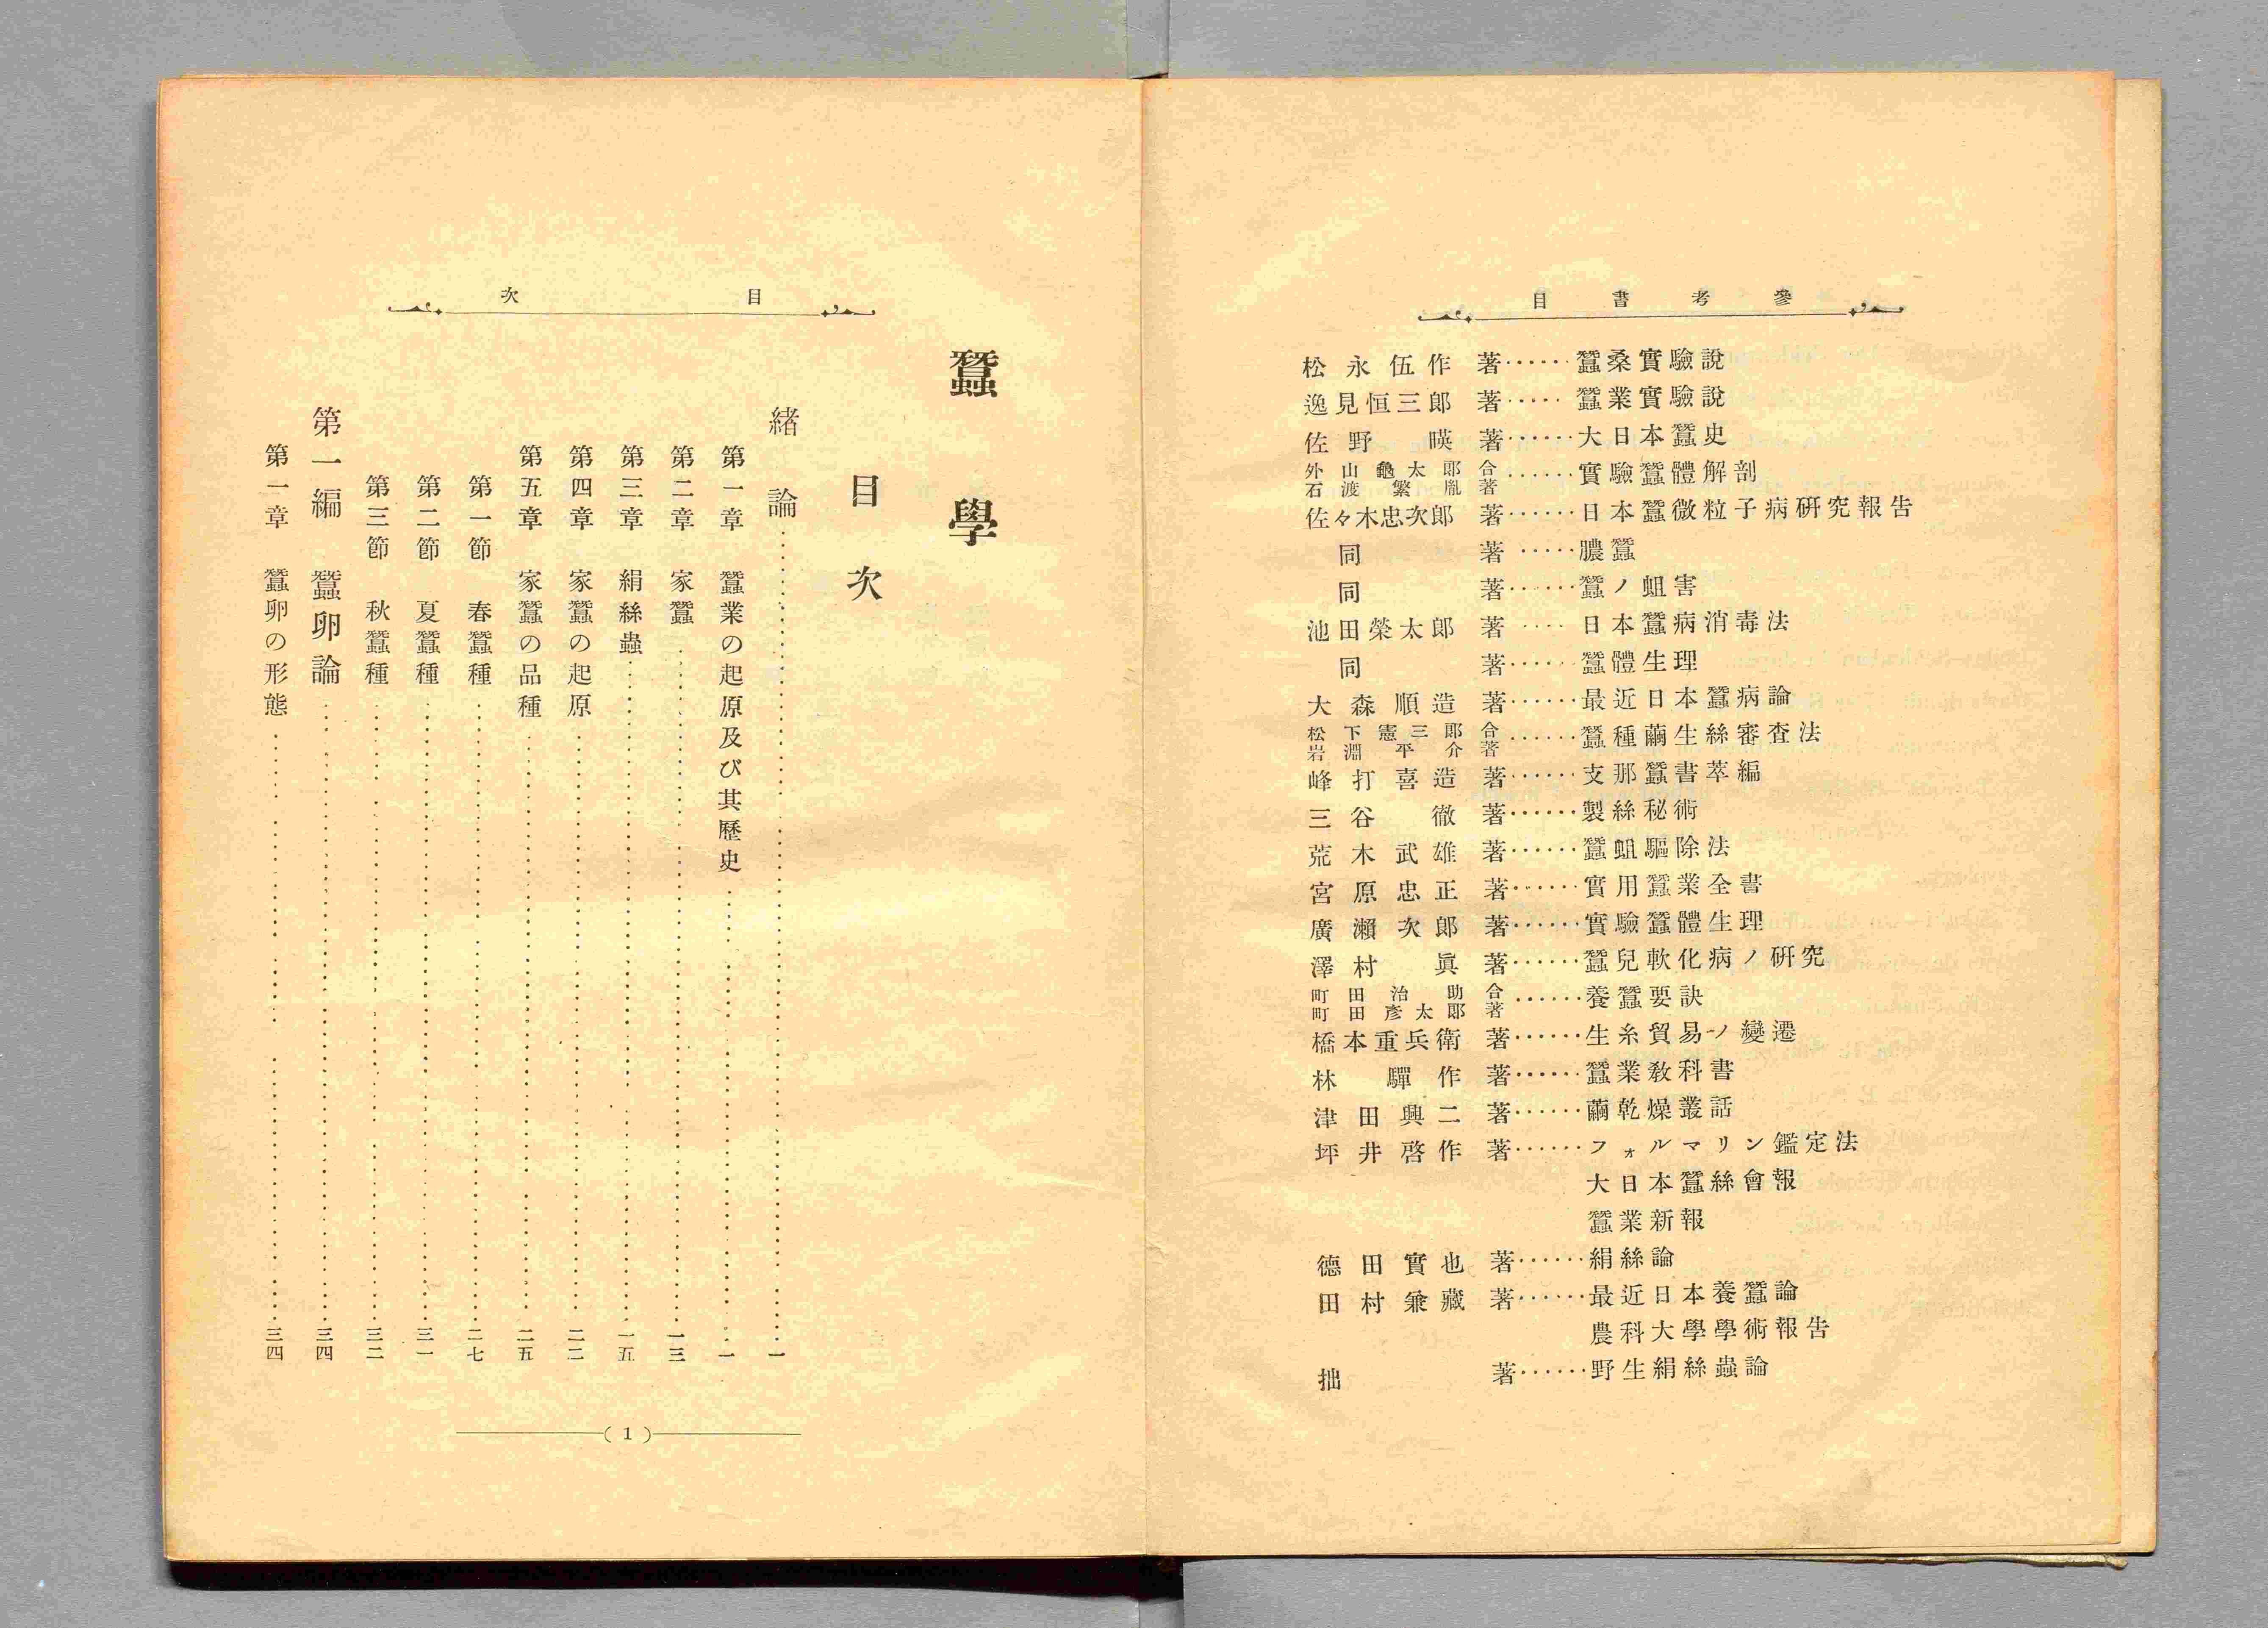 參考書目
松永伍作 著……蠶桑實驗說
逸見恒三郎 著……蠶業實驗說
佐野瑛 著……大日本蠶史
外山龜太郎 石渡繁胤 合著……實驗蠶體解剖
佐々木忠次郎 著……日本蠶微粒子病硏究報告
同 著……膿蠶
同 著……蠶ノ蛆害
池田榮太郎 著……日本蠶病消毒法
同 著……蠶體生理
大森順造 著……最近日本蠶病論
松下憲三郎 岩淵平介 合著……蠶種繭生絲審査法
峰打喜造 著……支那蠶書萃編
三谷徹 著……製絲秘術
荒木武雄 著……蠶蛆驅除法
宮原忠正 著……實用蠶業全書
廣瀨次郎 著……實驗蠶體生理
澤村眞 著……蠶兒軟化病ノ硏究
町田治助 町田彥太郎 合著……養蠶要訣
橋本重兵衛 著……生糸貿易ノ變遷
林驒作 著……蠶業敎科書
津田興二 著……繭乾燥叢話
坪井啓作 著……フォルマリン鑑定法
大日本蠶絲會報
蠶業新報
德田實也 著……絹絲論
田村兼藏 著……最近日本養蠶論
農科大學學術報告
拙 著……野生絹絲蟲論
目次
蠶學
目次
緖論……一
第一章 蠶業の起原及び其歷史……一
第二章 家蠶……一三
第三章 絹絲蟲……一五
第四章 家蠶の起原……二二
第五章 家蠶の品種……二五
第一節 春蠶種……二七
第二節 夏蠶種……三一
第三節 秋蠶種……三二
第一編 蠶卵論……三四
第一章 蠶卵の形態……三四
(1)